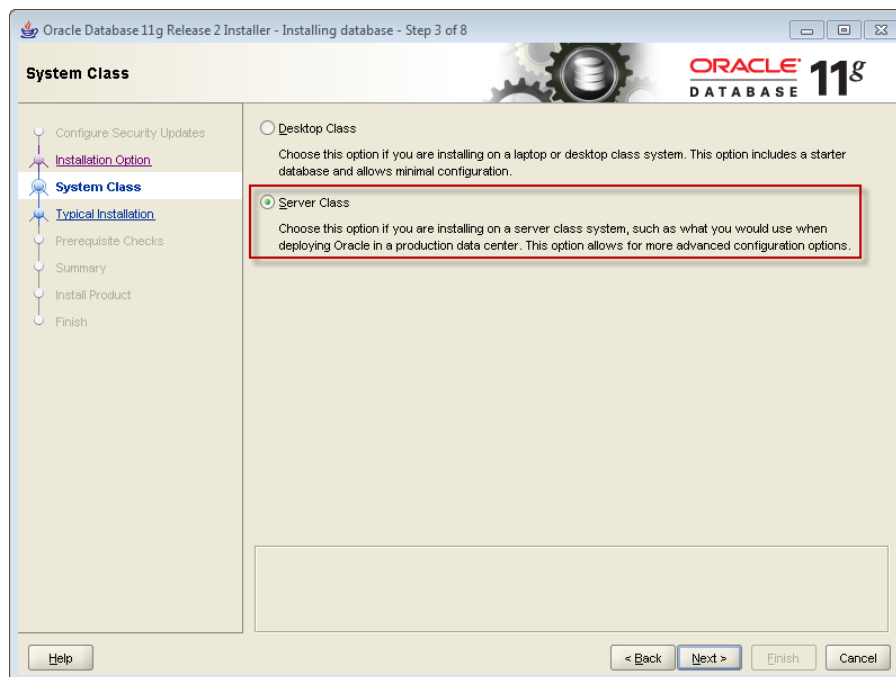 Oracle Database 11g Release 2 Installer - Installing database - Step 3 of 8
System Class
ORACLE
DATABASE 11g
Configure Security Updates
Installation Option
System Class
Typical Installation
Prerequisite Checks
Summary
Install Product
Finish
Desktop Class
Choose this option if you are installing on a laptop or desktop class system. This option includes a starter
database and allows minimal configuration.
Server Class
Choose this option if you are installing on a server class system, such as what you would use when
deploying Oracle in a production data center. This option allows for more advanced configuration options.
Help
< Back
Next >
Finish
Cancel